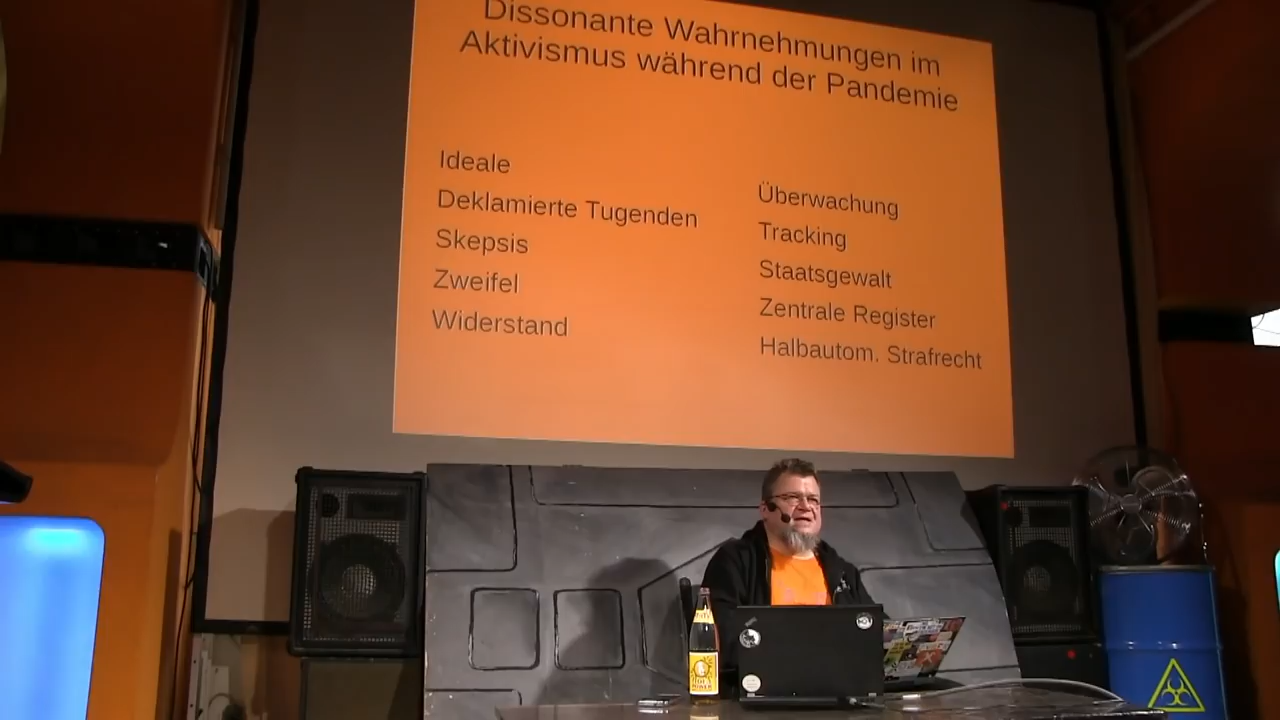 Dissonante Wahrnehmungen im
Aktivismus während der Pandemie
Ideale
Deklamierte Tugenden
Skepsis
Zweifel
Widerstand
Überwachung
Tracking
Staatsgewalt
Zentrale Register
Halbautom. Strafrecht